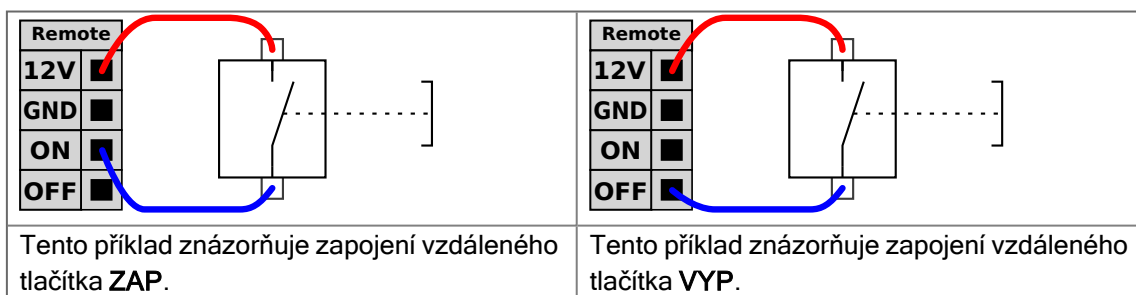 Remote
12V
GND
ON
OFF
Tento příklad znázorňuje zapojení vzdáleného
tlačítka ZAP.
Remote
12V
GND
ON
OFF
Tento příklad znázorňuje zapojení vzdáleného
tlačítka VYP.